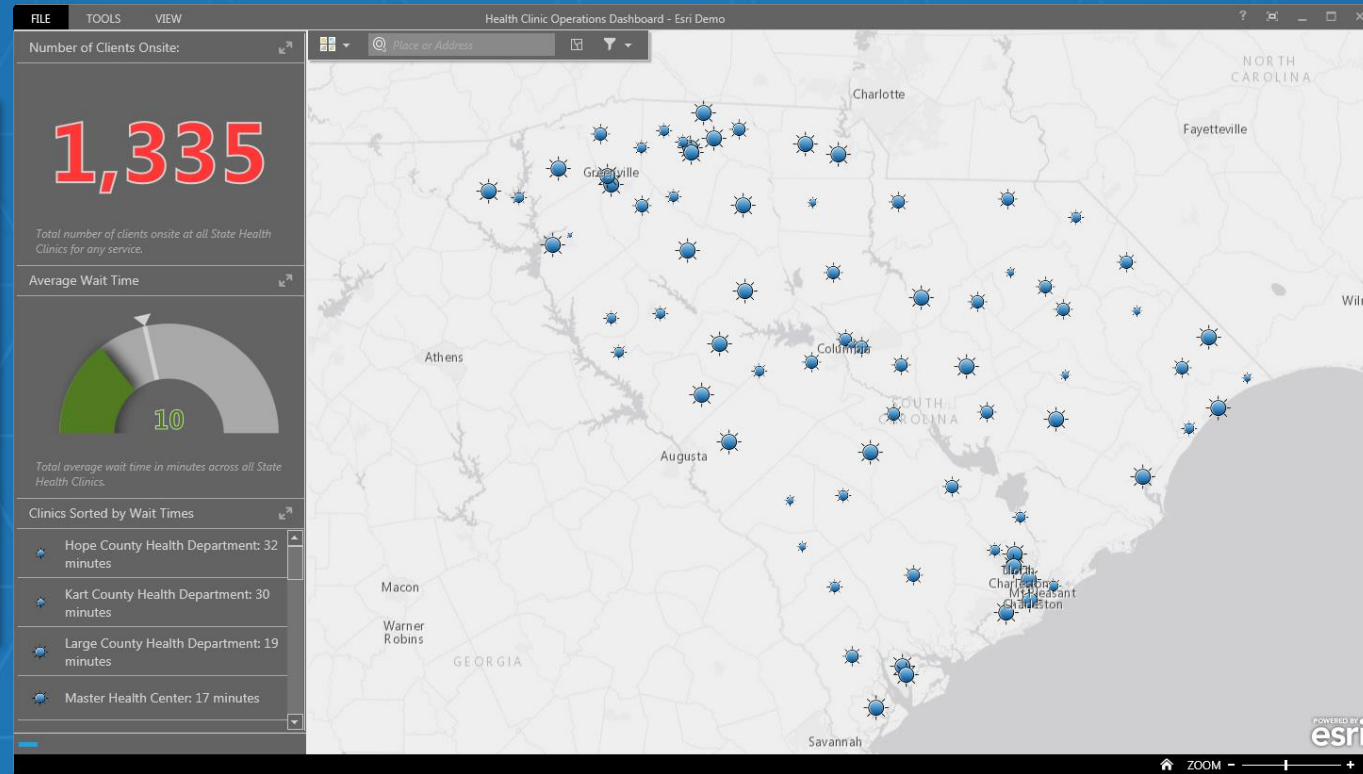 FILE TOOLS VIEW
Health Clinic Operations Dashboard - Esri Demo
?
Number of Clients Onsite:
1,335
Total number of clients onsite at all State Health
Clinics for any service.
Average Wait Time
10
Total average wait time in minutes across all State
Health Clinics.
Clinics Sorted by Wait Times
Hope County Health Department: 32
minutes
Kart County Health Department: 30
minutes
Large County Health Department: 19
minutes
Master Health Center: 17 minutes
Place or Address
NORTH
CAROLINA
Charlotte
Fayetteville
Greenville
Wilm
Athens
Columbia
SOUTH
CAROLINA
Augusta
Macon
Charleston
Mt Pleasant
Charleston
Warner
Robins
GEORGIA
Savannah
POWERED BY
esri
ZOOM - +